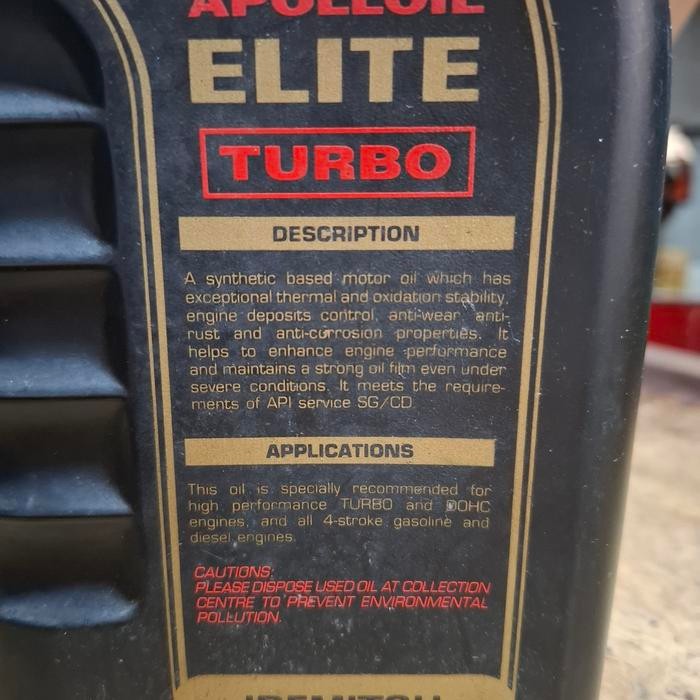 APOLLOIL
ELITE
TURBO
DESCRIPTION
A synthetic based motor oil which has
exceptional thermal and oxidation stability,
engine deposits control, anti-wear, anti-
rust and anti-corrosion properties. It
helps to enhance engine performance
and maintains a strong oil film even under
severe conditions. It meets the require-
ments of API service SG/CD.
APPLICATIONS
This oil is specially recommended for
high performance TURBO and DOHC
engines, and all 4-stroke gasoline and
diesel engines.
CAUTIONS:
PLEASE DISPOSE USED OIL AT COLLECTION
CENTRE TO PREVENT ENVIRONMENTAL
POLLUTION.
IDEMITSU